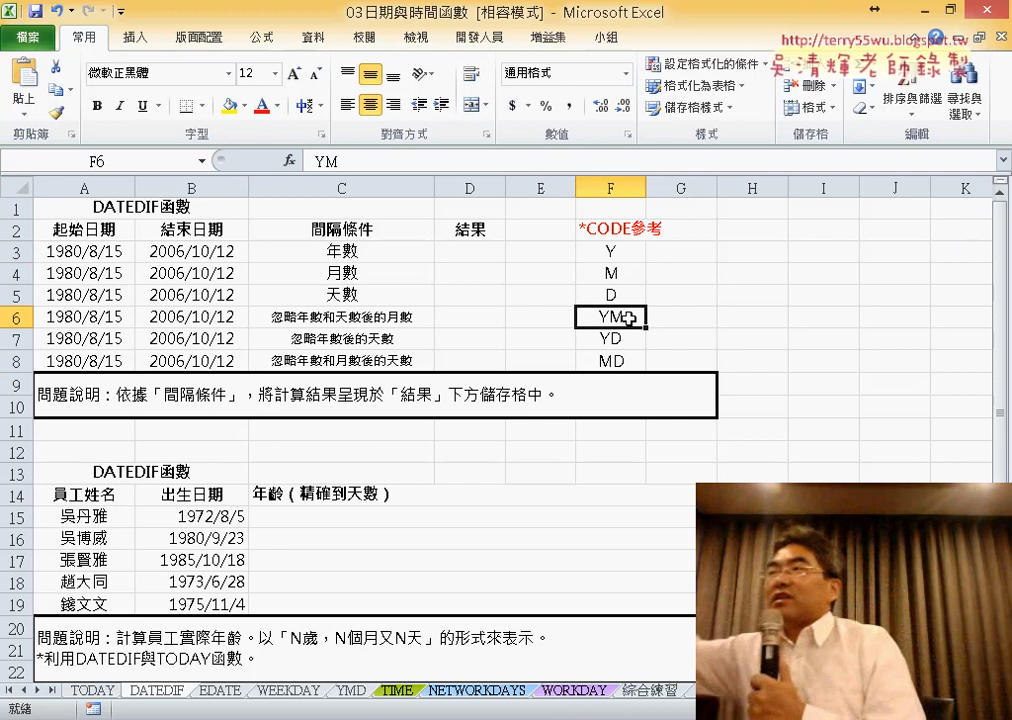 03日期與時間函數 [相容模式] - Microsoft Excel
檔案 常用 插入 版面配置 公式 資料 校閱 檢視 開發人員 增益集 小組
http://terry55wu.blogspot.tw
吳清輝老師錄製
貼上 微軟正黑體 12 通用格式 設定格式化的條件
B I U 格式化為表格 刪除 排序與篩選 尋找與選取
$ % , 儲存格樣式 格式
剪貼簿 字型 對齊方式 數值 樣式 儲存格 編輯
F6 fx YM
A B C D E F G H I J K
1 DATEDIF函數
2 起始日期 結束日期 間隔條件 結果 *CODE參考
3 1980/8/15 2006/10/12 年數 Y
4 1980/8/15 2006/10/12 月數 M
5 1980/8/15 2006/10/12 天數 D
6 1980/8/15 2006/10/12 忽略年數和天數後的月數 YM
7 1980/8/15 2006/10/12 忽略年數後的天數 YD
8 1980/8/15 2006/10/12 忽略年數和月數後的天數 MD
9
問題說明：依據「間隔條件」，將計算結果呈現於「結果」下方儲存格中。
10
11
12
13 DATEDIF函數
14 員工姓名 出生日期 年齡（精確到天數）
15 吳丹雅 1972/8/5
16 吳博威 1980/9/23
17 張賢雅 1985/10/18
18 趙大同 1973/6/28
19 錢文文 1975/11/4
20 問題說明：計算員工實際年齡。以「N歲，N個月又N天」的形式來表示。
21 *利用DATEDIF與TODAY函數。
22
TODAY DATEDIF EDATE WEEKDAY YMD TIME NETWORKDAYS WORKDAY 綜合練習
就緒